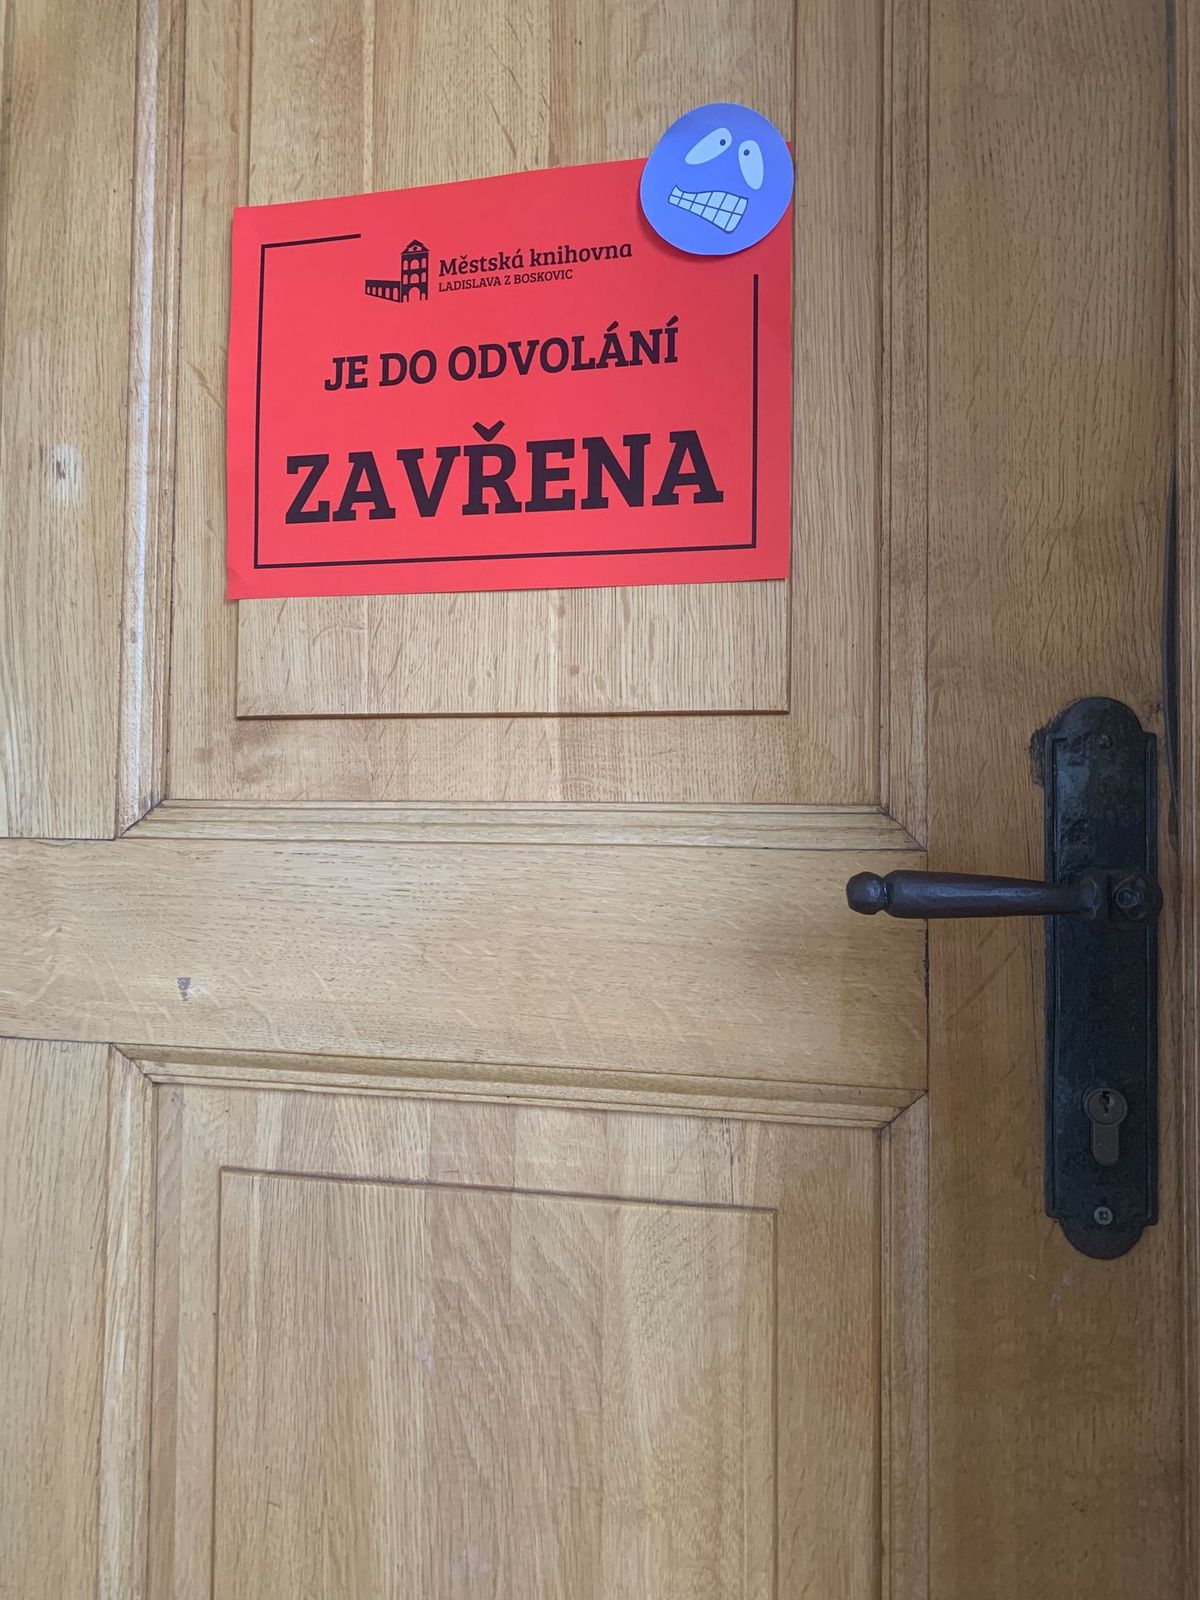 Městská knihovna
LADISLAVA Z BOSKOVIC
JE DO ODVOLÁNÍ
ZAVŘENA